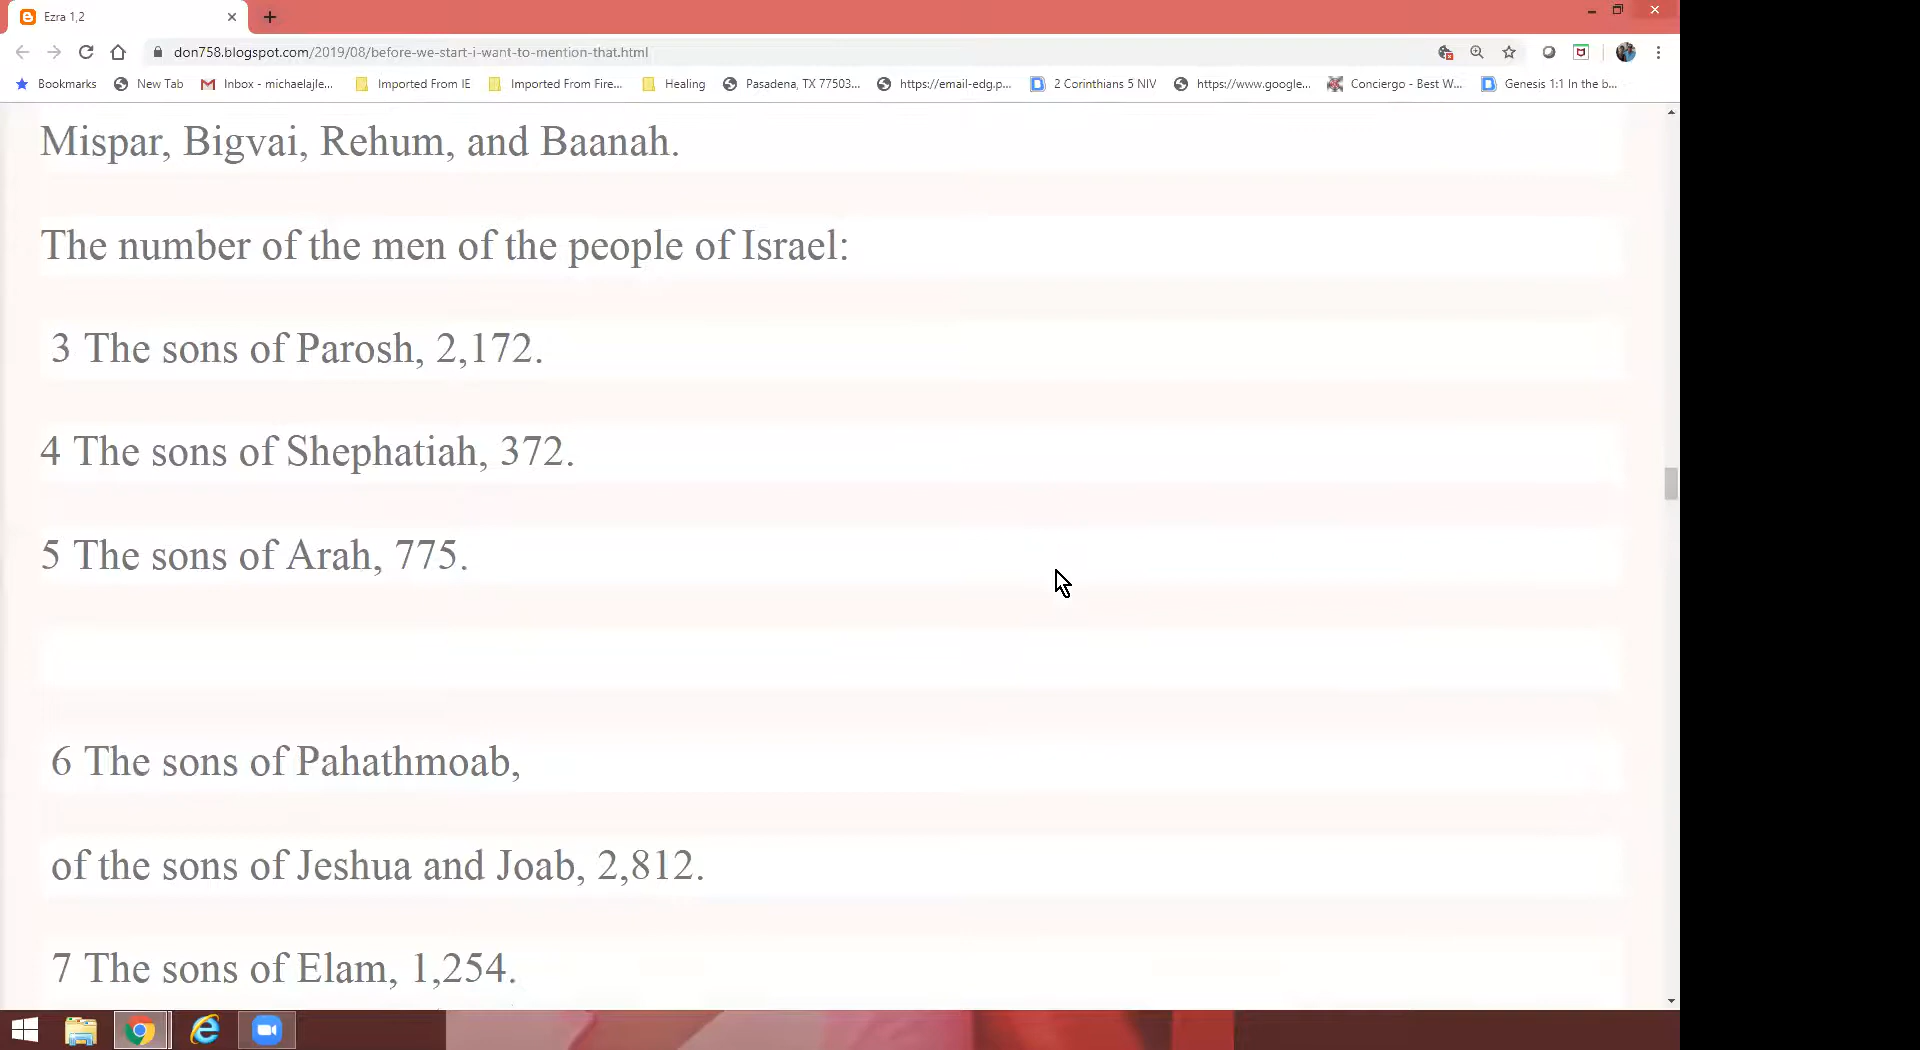 Ezra 1,2
don758.blogspot.com/2019/08/before-we-start-i-want-to-mention-that.html
Bookmarks New Tab Inbox - michaelajle... Imported From IE Imported From Fire... Healing Pasadena, TX 77503... https://email-edg.p... 2 Corinthians 5 NIV https://www.google... Conciergo - Best W... Genesis 1:1 In the b...
Mispar, Bigvai, Rehum, and Baanah.
The number of the men of the people of Israel:
3 The sons of Parosh, 2,172.
4 The sons of Shephatiah, 372.
5 The sons of Arah, 775.
6 The sons of Pahathmoab,
of the sons of Jeshua and Joab, 2,812.
7 The sons of Elam, 1,254.